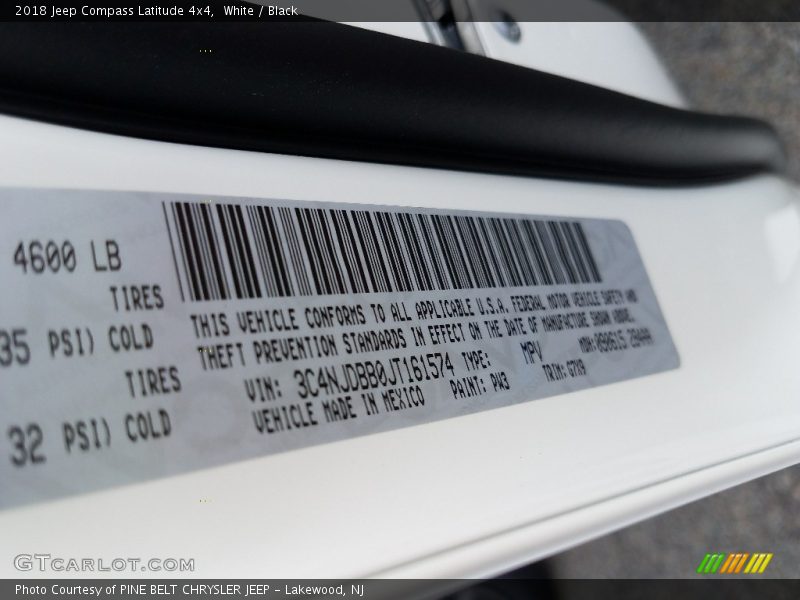 2018 Jeep Compass Latitude 4x4,  White / Black
4600 LB
TIRES
35 PSI) COLD
TIRES
32 PSI) COLD
THIS VEHICLE CONFORMS TO ALL APPLICABLE U.S.A. FEDERAL MOTOR VEHICLE SAFETY AND
THEFT PREVENTION STANDARDS IN EFFECT ON THE DATE OF MANUFACTURE SHOWN ABOVE.
VIN: 3C4NJDBB0JT161574 TYPE: MPV
VEHICLE MADE IN MEXICO PAINT: PW3 TRIM:
GTCARLOT.COM
Photo Courtesy of PINE BELT CHRYSLER JEEP - Lakewood, NJ